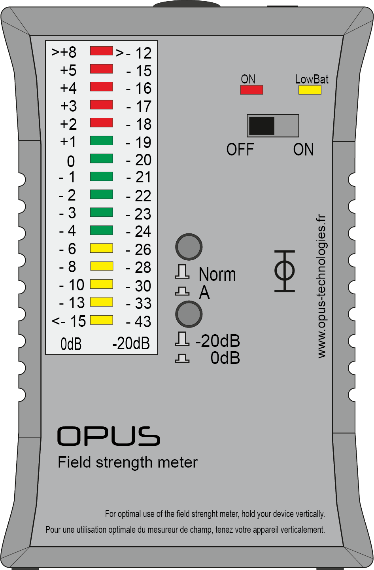 >+8 >- 12
+5 - 15
+4 - 16
+3 - 17
+2 - 18
+1 - 19
0 - 20
- 1 - 21
- 2 - 22
- 3 - 23
- 4 - 24
- 6 - 26
- 8 - 28
- 10 - 30
- 13 - 33
<- 15 - 43
0dB -20dB
ON LowBat
OFF ON
Norm
A
-20dB
0dB
www.opus-technologies.fr
OPUS
Field strength meter
For optimal use of the field strenght meter, hold your device vertically.
Pour une utilisation optimale du mesureur de champ, tenez votre appareil verticalement.